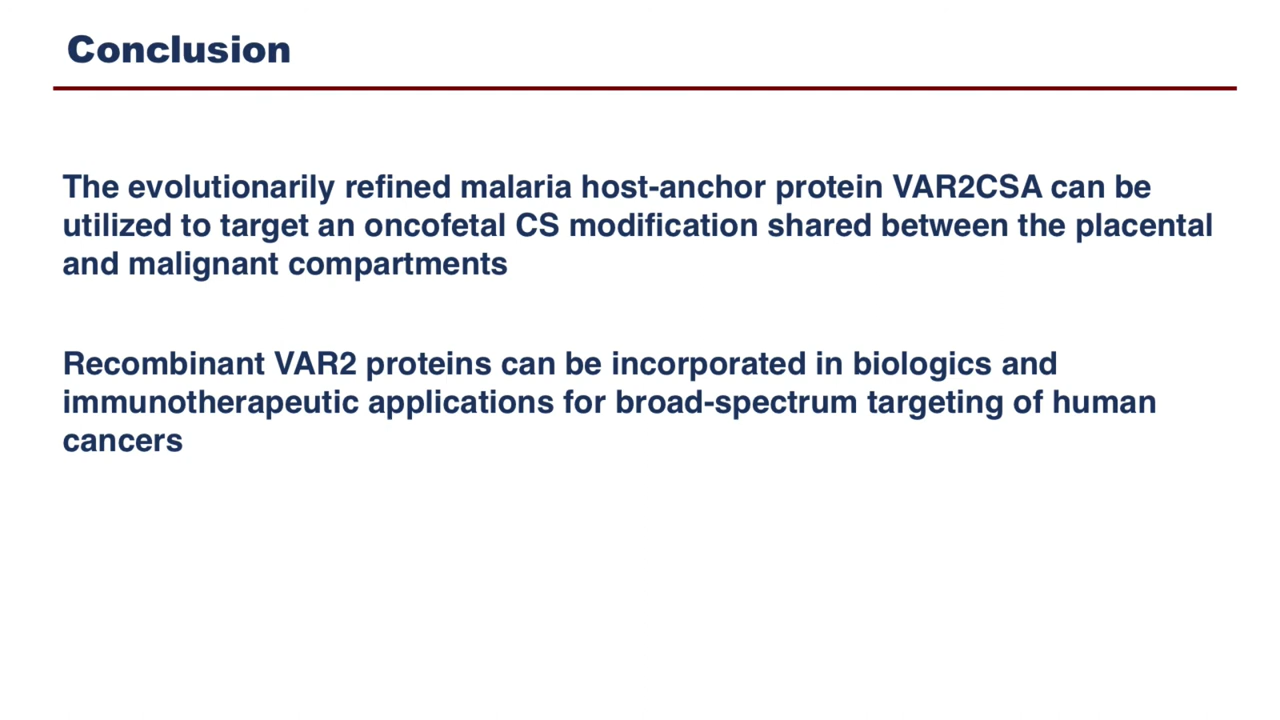 Conclusion
The evolutionarily refined malaria host-anchor protein VAR2CSA can be
utilized to target an oncofetal CS modification shared between the placental
and malignant compartments
Recombinant VAR2 proteins can be incorporated in biologics and
immunotherapeutic applications for broad-spectrum targeting of human
cancers